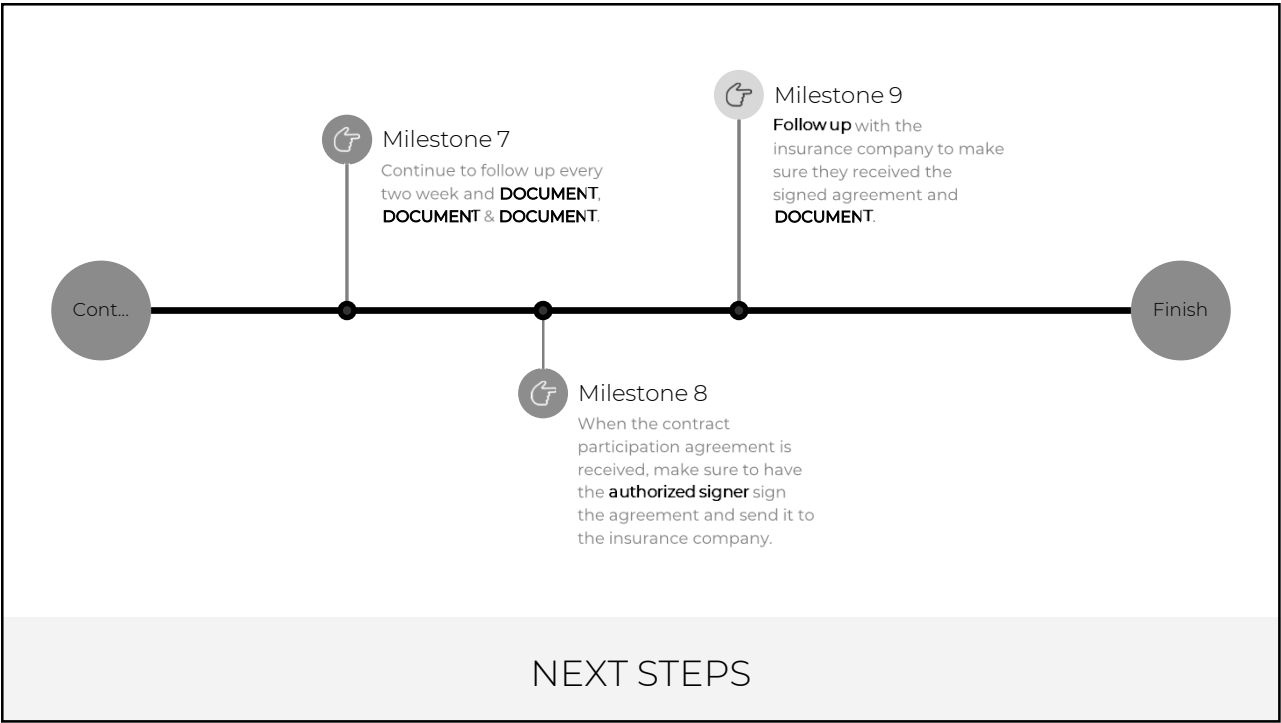 Milestone 9
Follow up with the
insurance company to make
sure they received the
signed agreement and
DOCUMENT.
Milestone 7
Continue to follow up every
two week and DOCUMENT,
DOCUMENT & DOCUMENT.
Cont...
Finish
Milestone 8
When the contract
participation agreement is
received, make sure to have
the authorized signer sign
the agreement and send it to
the insurance company.
NEXT STEPS